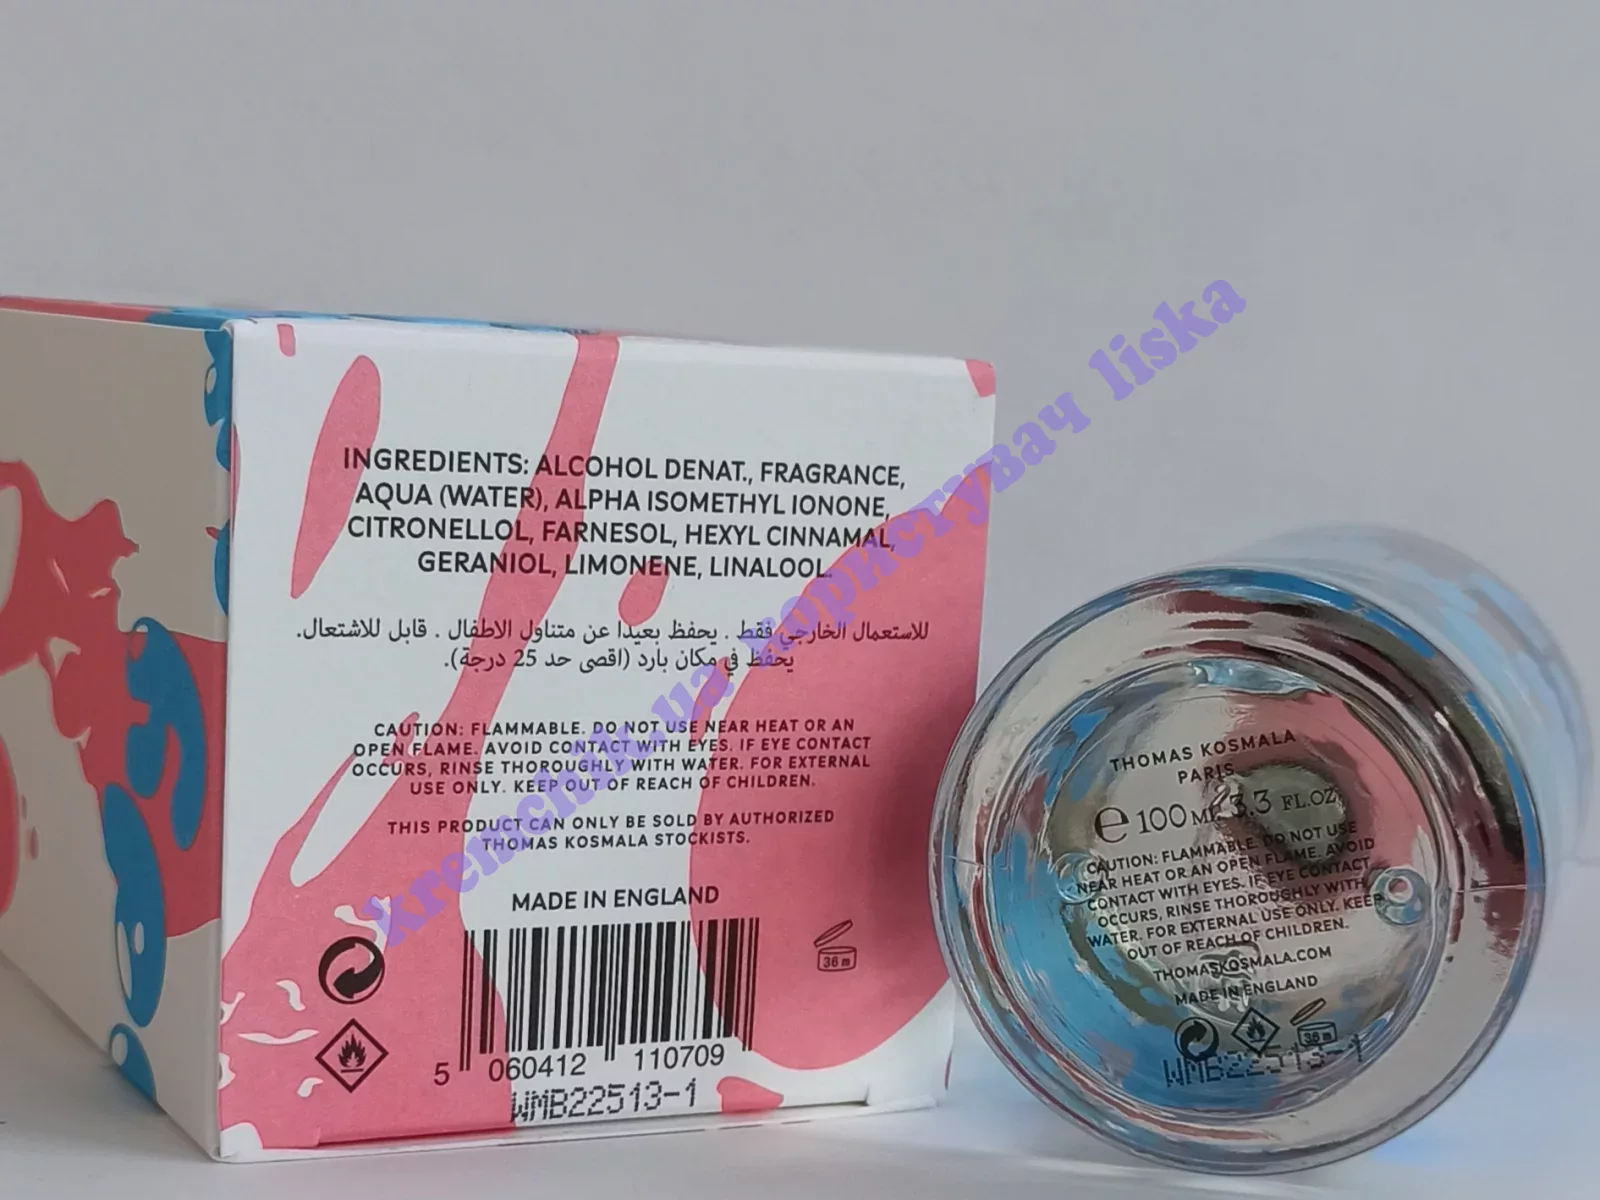 INGREDIENTS: ALCOHOL DENAT., FRAGRANCE,
AQUA (WATER), ALPHA ISOMETHYL IONONE,
CITRONELLOL, FARNESOL, HEXYL CINNAMAL,
GERANIOL, LIMONENE, LINALOOL.
للاستعمال الخارجي فقط . يحفظ بعيدا عن متناول الاطفال . قابل للاشتعال.
يحفظ في مكان بارد (اقصى حد 25 درجة).
CAUTION: FLAMMABLE. DO NOT USE NEAR HEAT OR AN
OPEN FLAME. AVOID CONTACT WITH EYES. IF EYE CONTACT
OCCURS, RINSE THOROUGHLY WITH WATER. FOR EXTERNAL
USE ONLY. KEEP OUT OF REACH OF CHILDREN.
THIS PRODUCT CAN ONLY BE SOLD BY AUTHORIZED
THOMAS KOSMALA STOCKISTS.
MADE IN ENGLAND
36 m
5 060412 110709
WMB22513-1
kremchik.ua користувач liska
THOMAS KOSMALA
PARIS
e 100 ML 3.3 FL.OZ
CAUTION: FLAMMABLE. DO NOT USE
NEAR HEAT OR AN OPEN FLAME. AVOID
CONTACT WITH EYES. IF EYE CONTACT
OCCURS, RINSE THOROUGHLY WITH
WATER. FOR EXTERNAL USE ONLY. KEEP
OUT OF REACH OF CHILDREN.
THOMASKOSMALA.COM
MADE IN ENGLAND
36 m
WMB22513-1